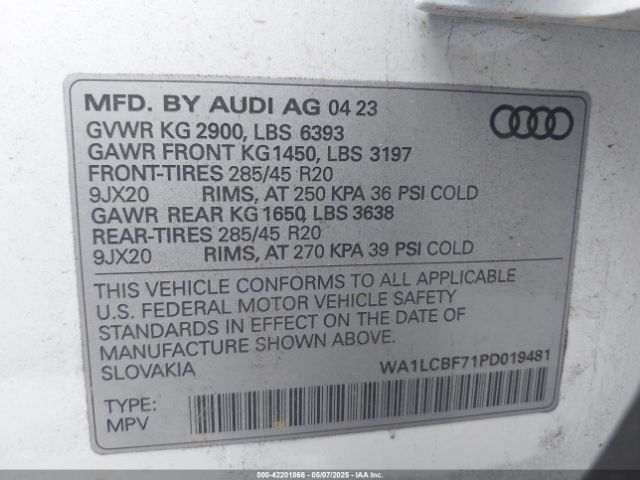 MFD. BY AUDI AG 04 23
GVWR KG 2900, LBS 6393
GAWR FRONT KG1450, LBS 3197
FRONT-TIRES 285/45 R20
9JX20 RIMS, AT 250 KPA 36 PSI COLD
GAWR REAR KG 1650, LBS 3638
REAR-TIRES 285/45 R20
9JX20 RIMS, AT 270 KPA 39 PSI COLD
THIS VEHICLE CONFORMS TO ALL APPLICABLE
U.S. FEDERAL MOTOR VEHICLE SAFETY
STANDARDS IN EFFECT ON THE DATE OF
MANUFACTURE SHOWN ABOVE.
SLOVAKIA
WA1LCBF71PD019481
TYPE:
MPV
000-42201866 - 05/07/2025 - IAAI.COM